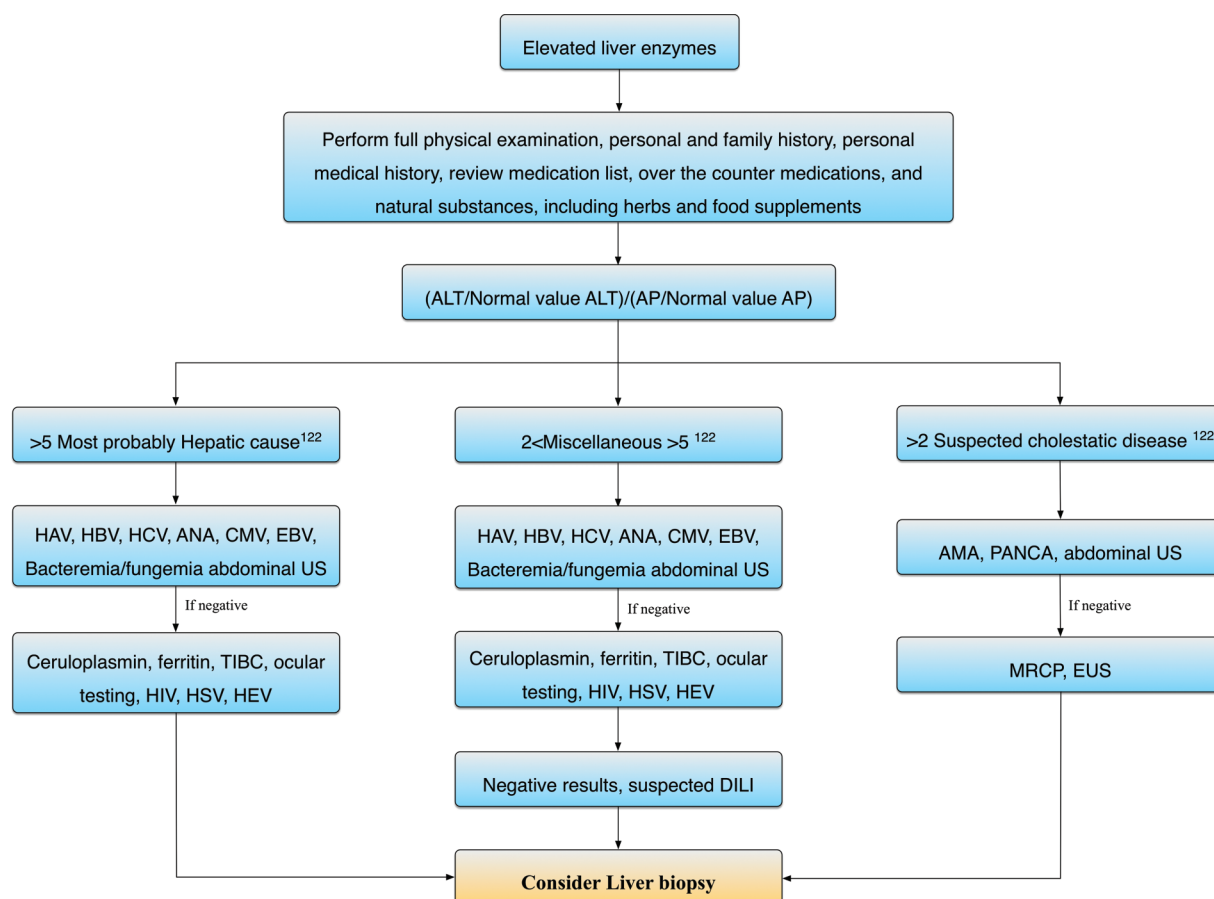 Elevated liver enzymes
Perform full physical examination, personal and family history, personal
medical history, review medication list, over the counter medications, and
natural substances, including herbs and food supplements
(ALT/Normal value ALT)/(AP/Normal value AP)
>5 Most probably Hepatic cause122
2<Miscellaneous >5 122
>2 Suspected cholestatic disease 122
HAV, HBV, HCV, ANA, CMV, EBV,
Bacteremia/fungemia abdominal US
HAV, HBV, HCV, ANA, CMV, EBV,
Bacteremia/fungemia abdominal US
AMA, PANCA, abdominal US
If negative
If negative
If negative
Ceruloplasmin, ferritin, TIBC, ocular
testing, HIV, HSV, HEV
Ceruloplasmin, ferritin, TIBC, ocular
testing, HIV, HSV, HEV
MRCP, EUS
Negative results, suspected DILI
Consider Liver biopsy